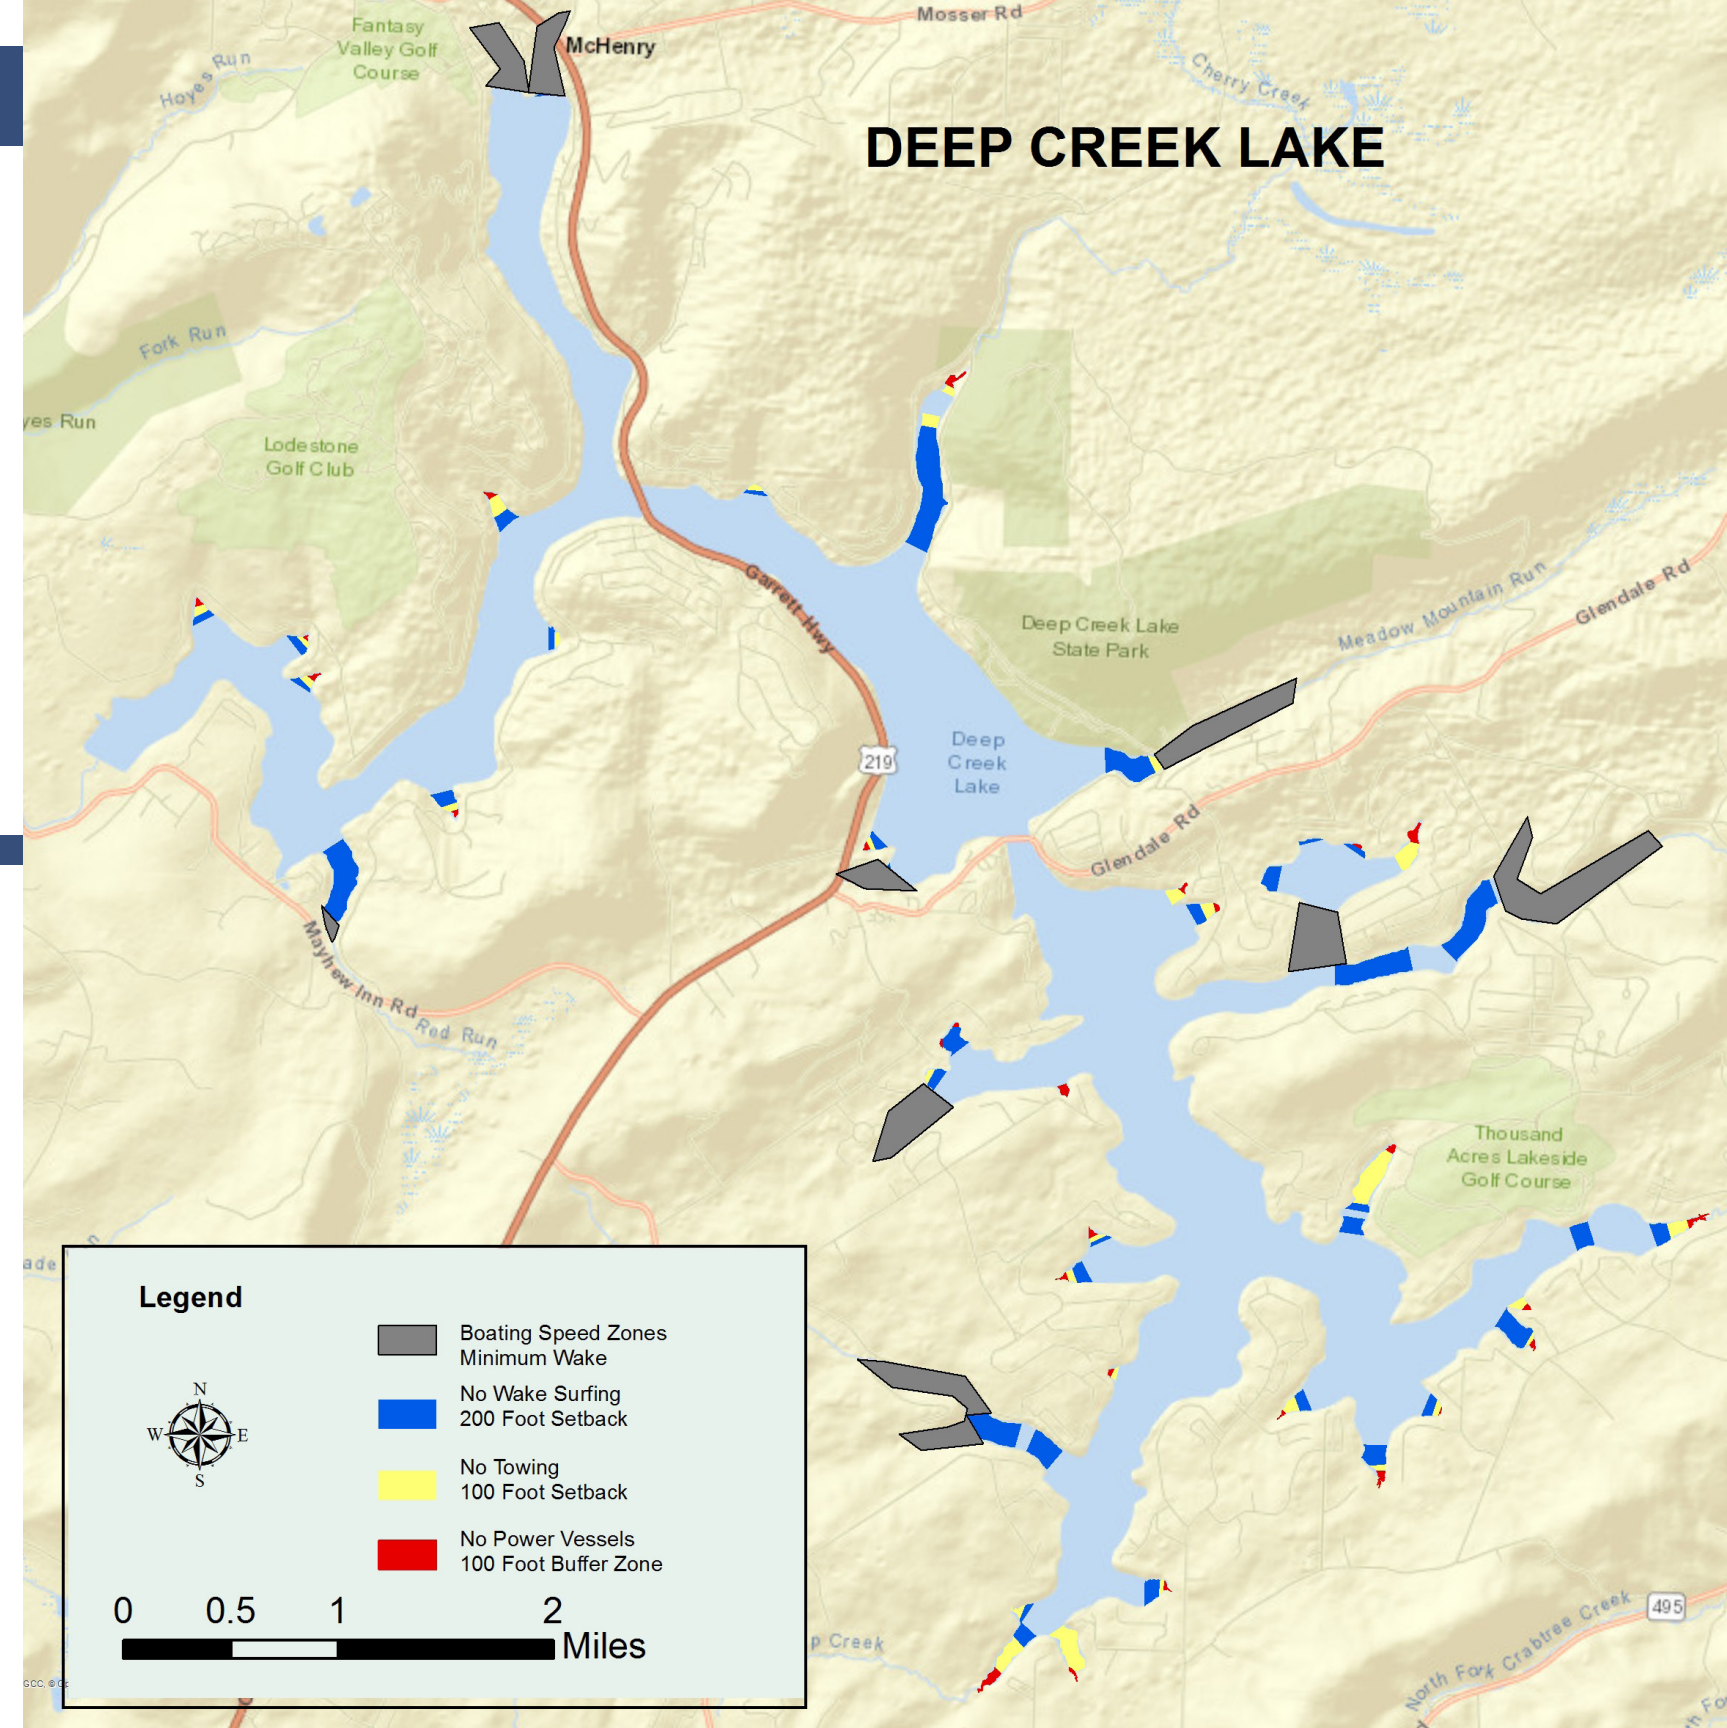 Mosser Rd
Fantasy
Valley Golf
Course
McHenry
Hoyes Run
Cherry Creek
DEEP CREEK LAKE
Fork Run
yes Run
Lodestone
Golf Club
Garrett Hwy
Meadow Mountain Run
Glendale Rd
Deep Creek Lake
State Park
Deep
Creek
Lake
219
Glendale Rd
Mayhew Inn Rd
Red Run
Thousand
Acres Lakeside
Golf Course
ade
n
Legend
Boating Speed Zones
Minimum Wake
No Wake Surfing
200 Foot Setback
N
W
E
S
No Towing
100 Foot Setback
No Power Vessels
100 Foot Buffer Zone
0 0.5 1 2
Miles
p Creek
495
North Fork Crabtree Creek
h Fo
GCC, ©